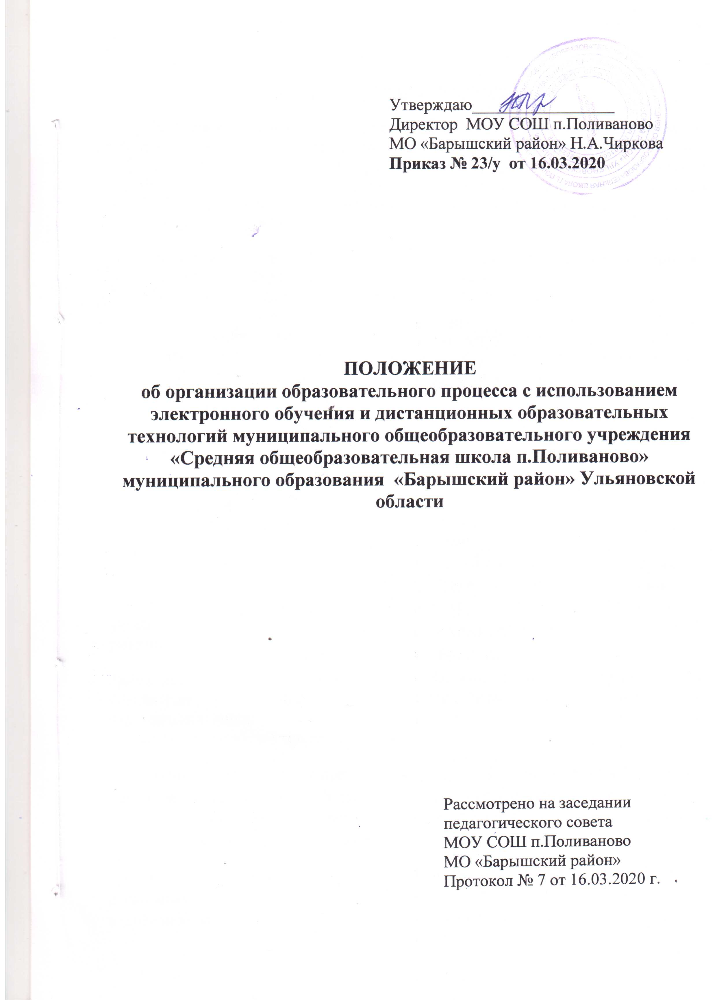 Утверждаю_________________
Директор  МОУ СОШ п.Поливаново
МО «Барышский район» Н.А.Чиркова
Приказ № 23/у  от 16.03.2020
ПОЛОЖЕНИЕ
об организации образовательного процесса с использованием
электронного обучения и дистанционных образовательных
технологий муниципального общеобразовательного учреждения
«Средняя общеобразовательная школа п.Поливаново»
муниципального образования  «Барышский район» Ульяновской
области
Рассмотрено на заседании
педагогического совета
МОУ СОШ п.Поливаново
МО «Барышский район»
Протокол № 7 от 16.03.2020 г.